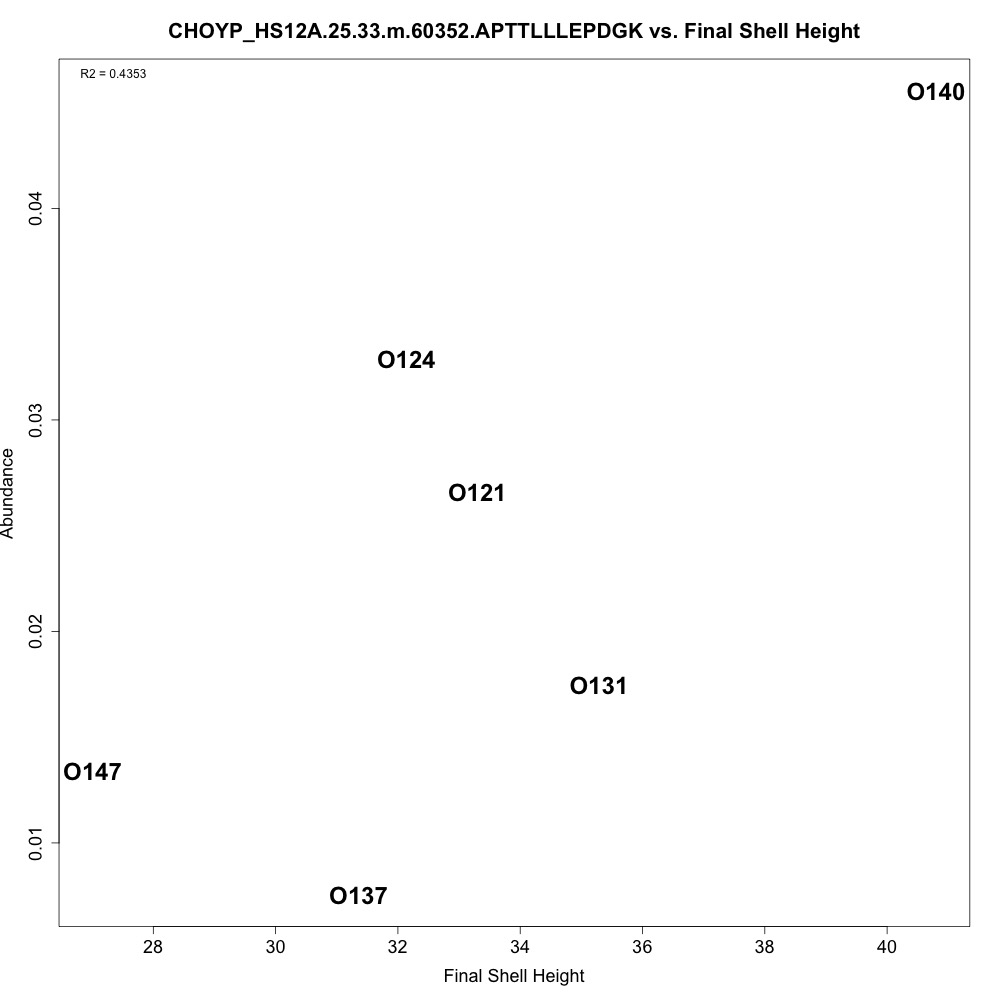 CHOYP_HS12A.25.33.m.60352.APTTLLLEPDGK vs. Final Shell Height
R2 = 0.4353
O140
0.04
O124
0.03
Abundance
O121
0.02
O131
O147
0.01
O137
28 30 32 34 36 38 40
Final Shell Height